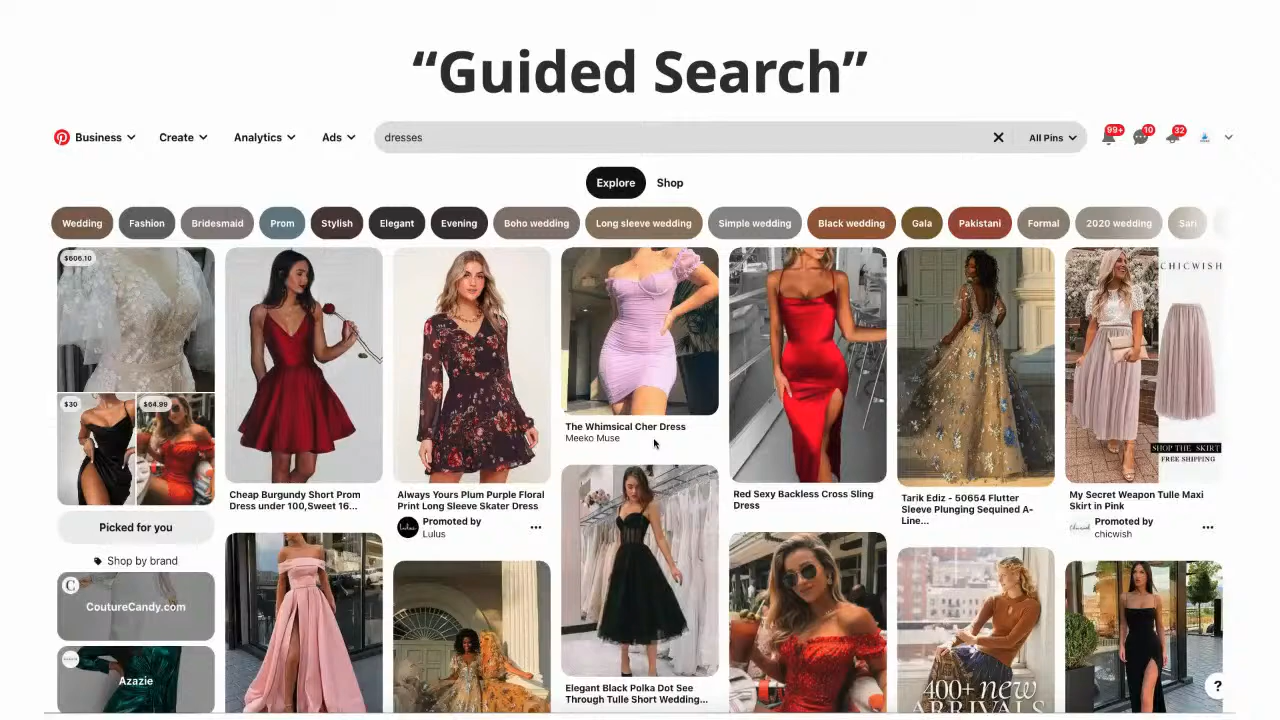 “Guided Search”
Business
Create
Analytics
Ads
dresses
All Pins
99+
10
32
Explore
Shop
Wedding
Fashion
Bridesmaid
Prom
Stylish
Elegant
Evening
Boho wedding
Long sleeve wedding
Simple wedding
Black wedding
Gala
Pakistani
Formal
2020 wedding
Sari
$606.10
$30
$64.99
Picked for you
Shop by brand
C
CoutureCandy.com
Azazie
Cheap Burgundy Short Prom
Dress under 100,Sweet 16...
Always Yours Plum Purple Floral
Print Long Sleeve Skater Dress
Promoted by
Lulus
The Whimsical Cher Dress
Meeko Muse
Elegant Black Polka Dot See
Through Tulle Short Wedding...
Red Sexy Backless Cross Sling
Dress
Tarik Ediz - 50654 Flutter
Sleeve Plunging Sequined A-
Line...
400+ new
ARRIVALS
CHICWISH
SHOP THE SKIRT
FREE SHIPPING
My Secret Weapon Tulle Maxi
Skirt in Pink
Promoted by
chicwish
?